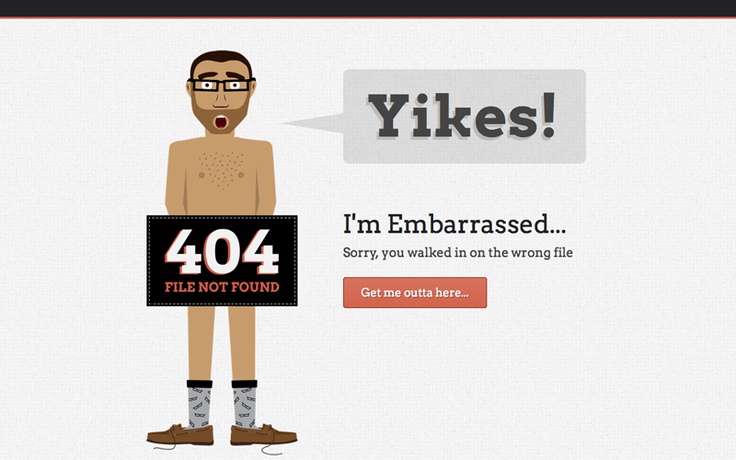 Yikes!
404
FILE NOT FOUND
I'm Embarrassed...
Sorry, you walked in on the wrong file
Get me outta here...